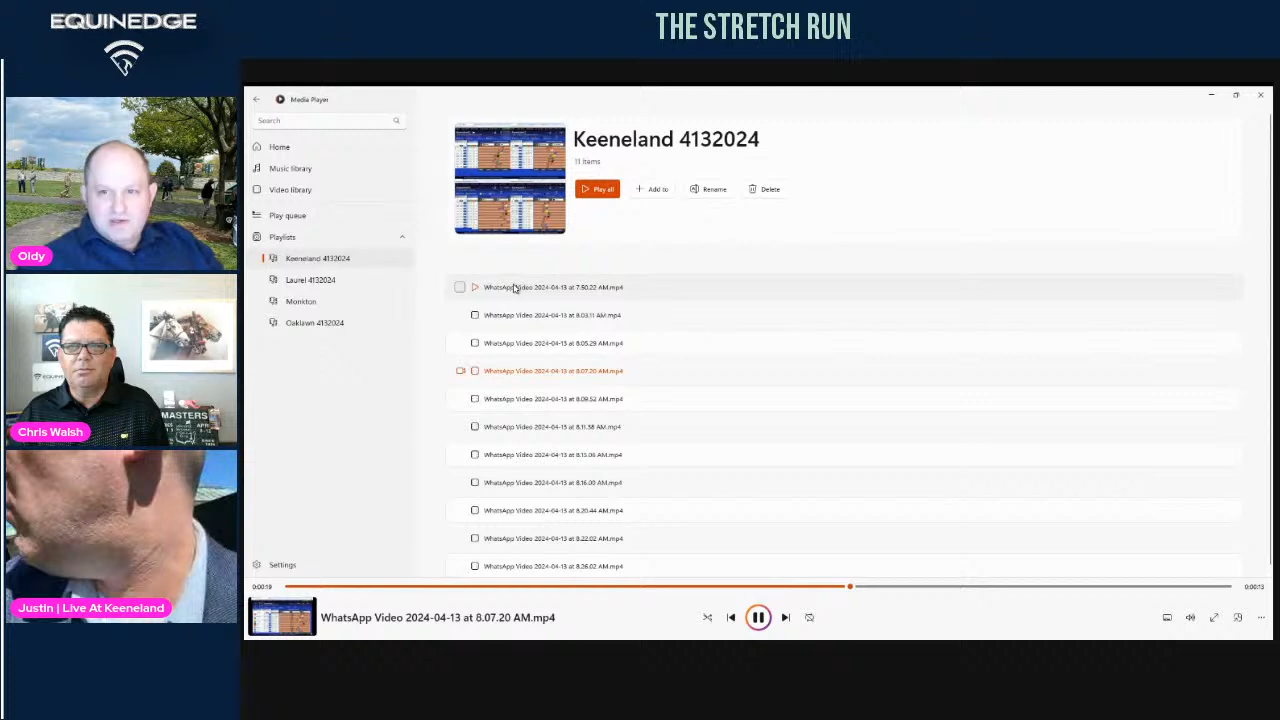 EQUINEDGE
THE STRETCH RUN
Oldy
Chris Walsh
MASTERS
Justin | Live At Keeneland
Media Player
Search
Home
Music library
Video library
Play queue
Playlists
Keeneland 4132024
Laurel 4132024
Monkton
Oaklawn 4132024
Settings
Keeneland 4132024
11 items
Play all
Add to
Rename
Delete
WhatsApp Video 2024-04-13 at 7.50.22 AM.mp4
WhatsApp Video 2024-04-13 at 8.03.11 AM.mp4
WhatsApp Video 2024-04-13 at 8.05.29 AM.mp4
WhatsApp Video 2024-04-13 at 8.07.20 AM.mp4
WhatsApp Video 2024-04-13 at 8.09.52 AM.mp4
WhatsApp Video 2024-04-13 at 8.11.38 AM.mp4
WhatsApp Video 2024-04-13 at 8.15.06 AM.mp4
WhatsApp Video 2024-04-13 at 8.16.00 AM.mp4
WhatsApp Video 2024-04-13 at 8.20.44 AM.mp4
WhatsApp Video 2024-04-13 at 8.22.02 AM.mp4
WhatsApp Video 2024-04-13 at 8.26.02 AM.mp4
0:00:19
0:00:13
WhatsApp Video 2024-04-13 at 8.07.20 AM.mp4